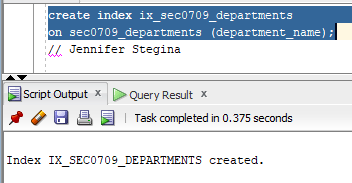 create index ix_sec0709_departments
on sec0709_departments (department_name);
// Jennifer Stegina
Script Output x
Query Result x
Task completed in 0.375 seconds
Index IX_SEC0709_DEPARTMENTS created.